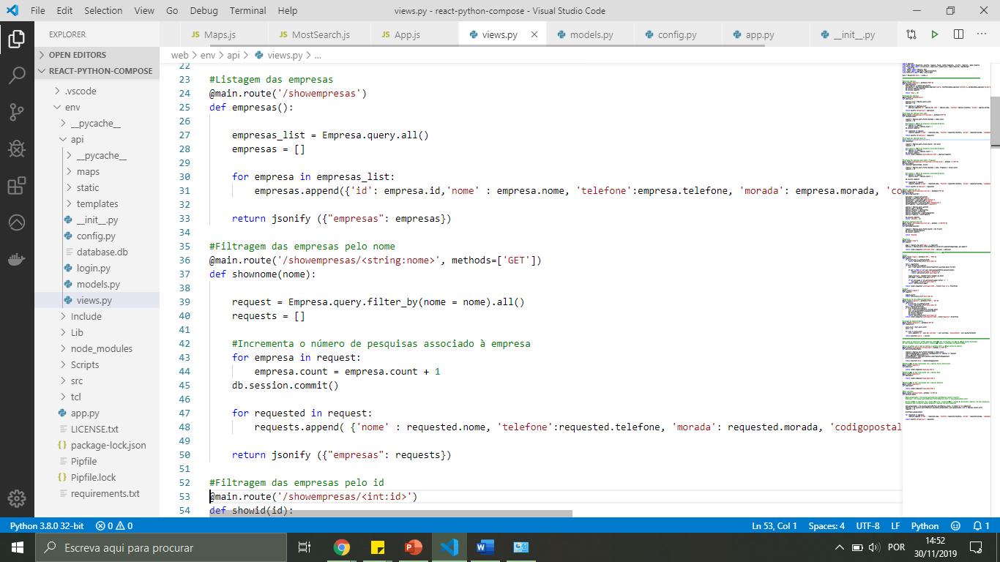 File Edit Selection View Go Debug Terminal Help views.py - react-python-compose - Visual Studio Code
EXPLORER
OPEN EDITORS
REACT-PYTHON-COMPOSE
.vscode
env
__pycache__
api
__pycache__
maps
static
templates
__init__.py
config.py
database.db
login.py
models.py
views.py
Include
Lib
node_modules
Scripts
src
tcl
app.py
LICENSE.txt
package-lock.json
Pipfile
Pipfile.lock
requirements.txt
JS Maps.js JS MostSearch.js JS App.js views.py models.py config.py app.py __init__.py
web > env > api > views.py > ...
22
23 #Listagem das empresas
24 @main.route('/showempresas')
25 def empresas():
26
27 empresas_list = Empresa.query.all()
28 empresas = []
29
30 for empresa in empresas_list:
31 empresas.append({'id': empresa.id,'nome' : empresa.nome, 'telefone':empresa.telefone, 'morada': empresa.morada, 'co
32
33 return jsonify ({"empresas": empresas})
34
35 #Filtragem das empresas pelo nome
36 @main.route('/showempresas/<string:nome>', methods=['GET'])
37 def shownome(nome):
38
39 request = Empresa.query.filter_by(nome = nome).all()
40 requests = []
41
42 #Incrementa o número de pesquisas associado à empresa
43 for empresa in request:
44 empresa.count = empresa.count + 1
45 db.session.commit()
46
47 for requested in request:
48 requests.append( {'nome' : requested.nome, 'telefone':requested.telefone, 'morada': requested.morada, 'codigopostal
49
50 return jsonify ({"empresas": requests})
51
52 #Filtragem das empresas pelo id
53 @main.route('/showempresas/<int:id>')
54 def showid(id):
Python 3.8.0 32-bit 0 0 Ln 53, Col 1 Spaces: 4 UTF-8 LF Python 1
Escreva aqui para procurar POR 14:52
30/11/2019